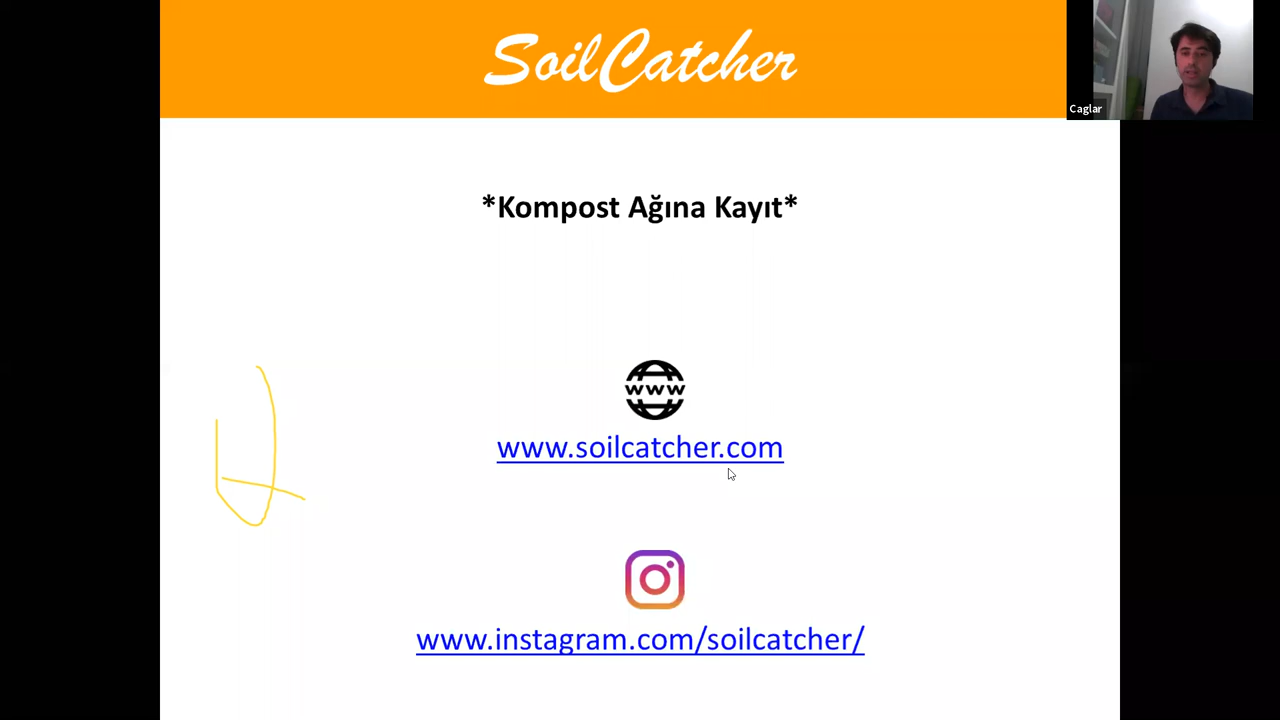 SoilCatcher
Caglar
*Kompost Ağına Kayıt*
WWW
www.soilcatcher.com
www.instagram.com/soilcatcher/